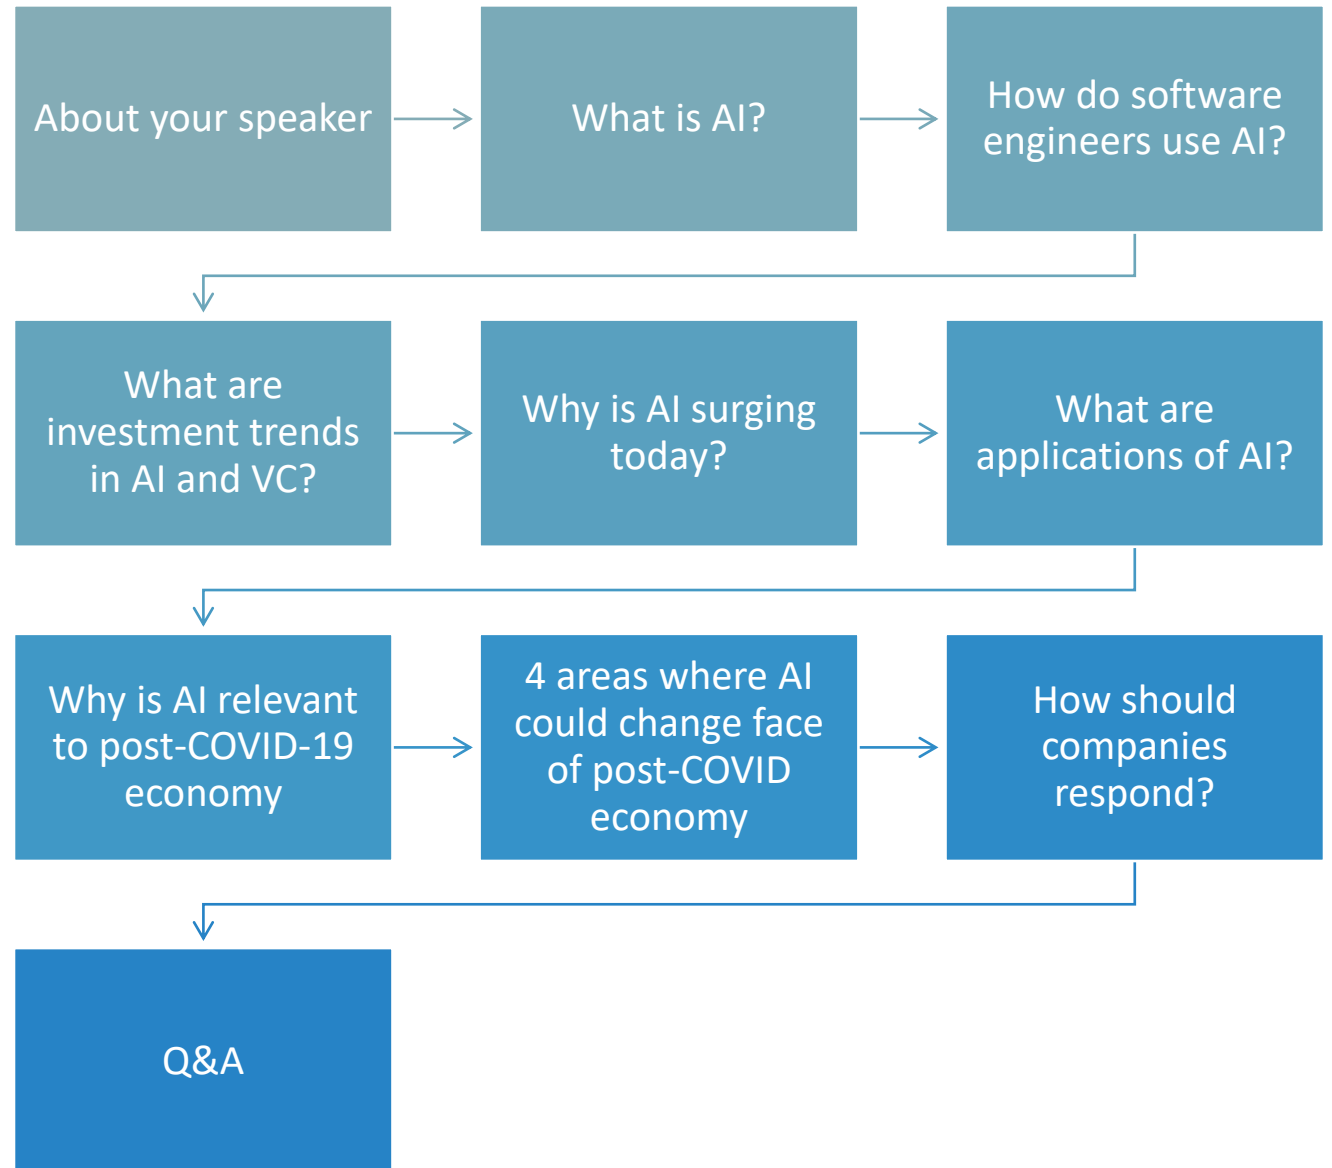 About your speaker
What is AI?
How do software
engineers use AI?
What are
investment trends
in AI and VC?
Why is AI surging
today?
What are
applications of AI?
Why is AI relevant
to post-COVID-19
economy
4 areas where AI
could change face
of post-COVID
economy
How should
companies
respond?
Q&A